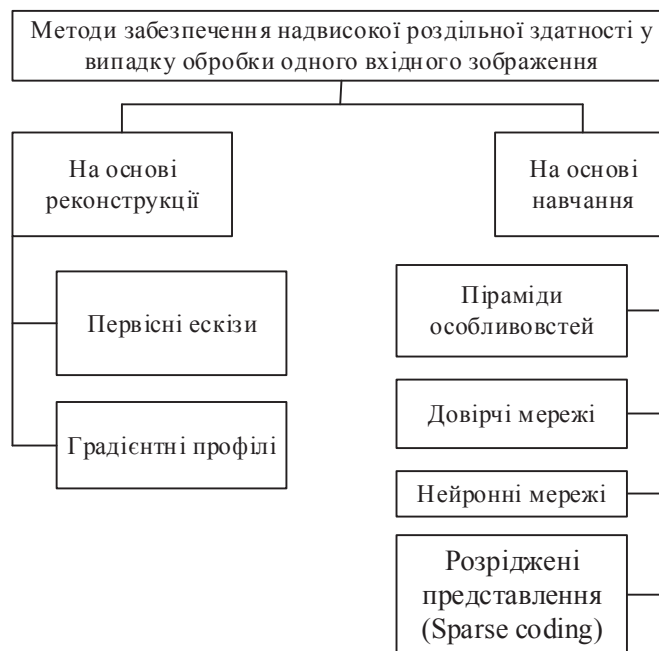 Методи забезпечення надвисокої роздільної здатності у
випадку обробки одного вхідного зображення
На основі
реконструкції
На основі
навчання
Первісні ескізи
Градієнтні профілі
Піраміди
особливовстей
Довірчі мережі
Нейронні мережі
Розріджені
представлення
(Sparse coding)